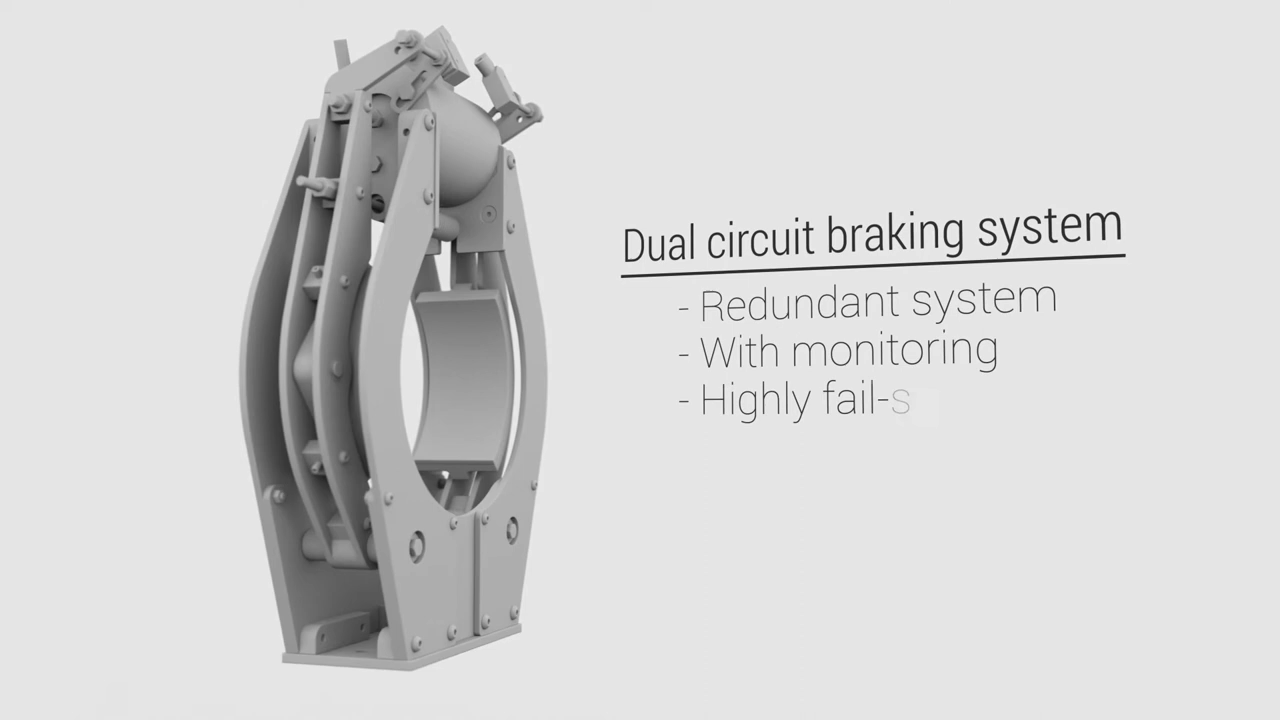 Dual circuit braking system
- Redundant system
- With monitoring
- Highly fail-s